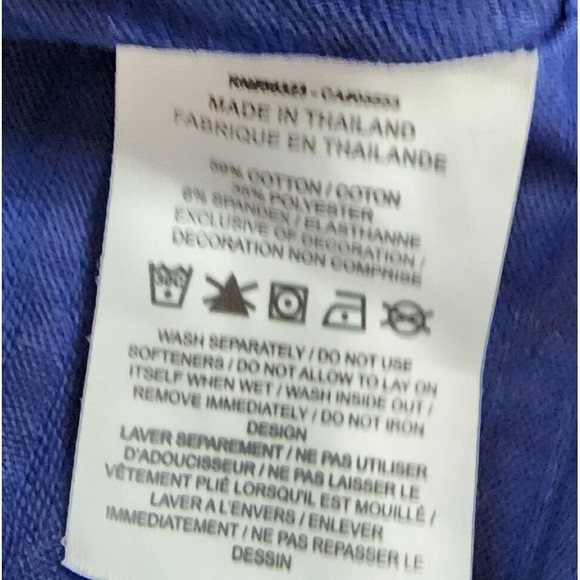 MADE IN THAILAND
FABRIQUE EN THAILANDE
COTTON / COTON
POLYESTER
6% SPANDEX / ELASTHANNE
EXCLUSIVE OF DECORATION /
DECORATION NON COMPRISE
WASH SEPARATELY / DO NOT USE
SOFTENERS / DO NOT ALLOW TO LAY ON
ITSELF WHEN WET / WASH INSIDE OUT /
REMOVE IMMEDIATELY / DO NOT IRON
DESIGN
LAVER SEPAREMENT / NE PAS UTILISER
D'ADOUCISSEUR / NE PAS LAISSER LE
VÊTEMENT PLIÉ LORSQU'IL EST MOUILLÉ /
LAVER A L'ENVERS / ENLEVER
IMMEDIATEMENT / NE PAS REPASSER LE
DESSIN